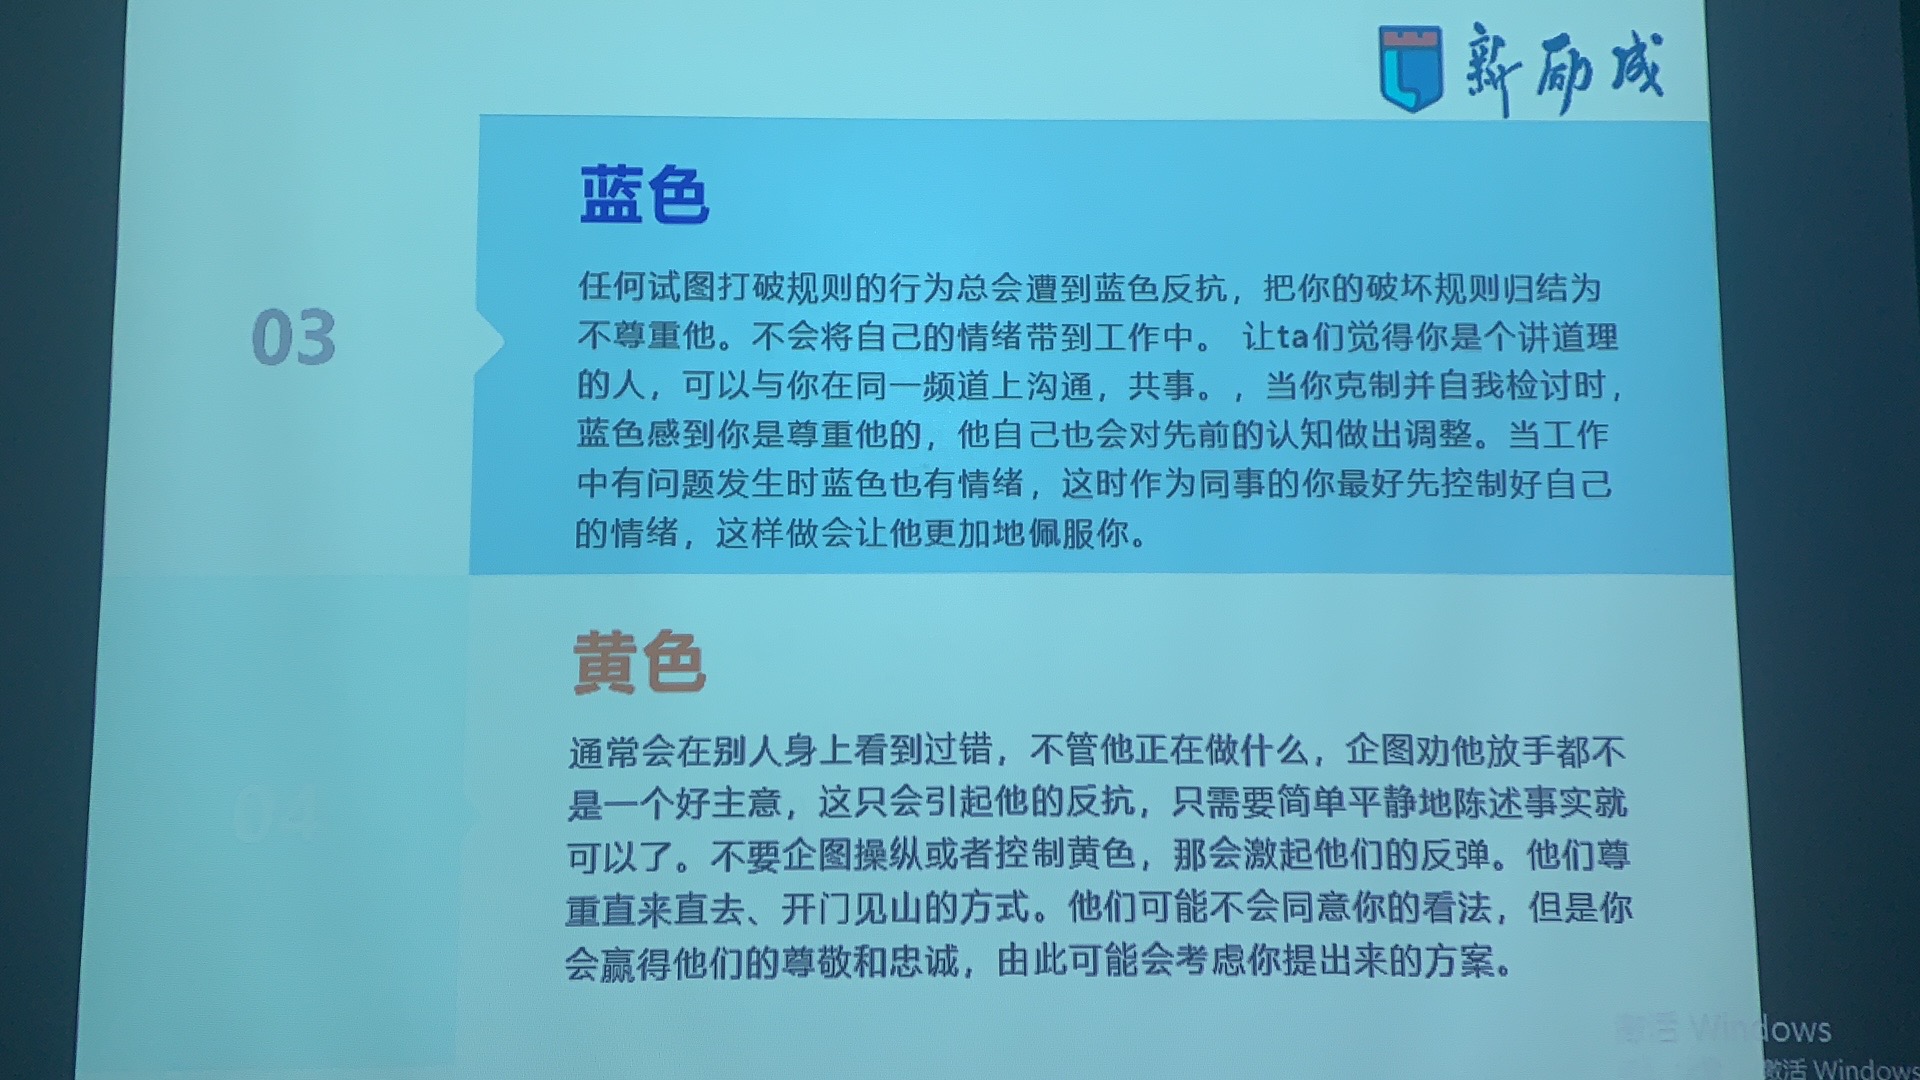 新励成
蓝色
任何试图打破规则的行为总会遭到蓝色反抗，把你的破坏规则归结为
不尊重他。不会将自己的情绪带到工作中。 让ta们觉得你是个讲道理
的人，可以与你在同一频道上沟通，共事。，当你克制并自我检讨时，
蓝色感到你是尊重他的，他自己也会对先前的认知做出调整。当工作
中有问题发生时蓝色也有情绪，这时作为同事的你最好先控制好自己
的情绪，这样做会让他更加地佩服你。
03
黄色
通常会在别人身上看到过错，不管他正在做什么，企图劝他放手都不
是一个好主意，这只会引起他的反抗，只需要简单平静地陈述事实就
可以了。不要企图操纵或者控制黄色，那会激起他们的反弹。他们尊
重直来直去、开门见山的方式。他们可能不会同意你的看法，但是你
会赢得他们的尊敬和忠诚，由此可能会考虑你提出来的方案。
04
激活 Windows
激活 Windows